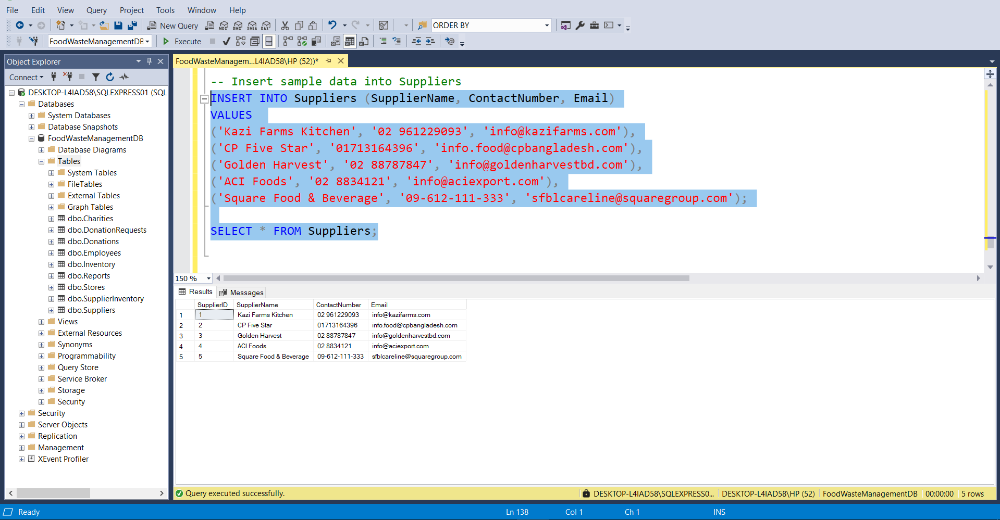 File Edit View Query Project Tools Window Help
New Query MDX DMX XMLA DAX ORDER BY
FoodWasteManagementDB Execute
Object Explorer
Connect
DESKTOP-L4IAD58\SQLEXPRESS01 (SQL
Databases
System Databases
Database Snapshots
FoodWasteManagementDB
Database Diagrams
Tables
System Tables
FileTables
External Tables
Graph Tables
dbo.Charities
dbo.DonationRequests
dbo.Donations
dbo.Employees
dbo.Inventory
dbo.Reports
dbo.Stores
dbo.SupplierInventory
dbo.Suppliers
Views
External Resources
Synonyms
Programmability
Query Store
Service Broker
Storage
Security
Security
Server Objects
Replication
Management
XEvent Profiler
FoodWasteManagem...L4IAD58\HP (52))*
-- Insert sample data into Suppliers
INSERT INTO Suppliers (SupplierName, ContactNumber, Email)
VALUES
('Kazi Farms Kitchen', '02 961229093', 'info@kazifarms.com'),
('CP Five Star', '01713164396', 'info.food@cpbangladesh.com'),
('Golden Harvest', '02 88787847', 'info@goldenharvestbd.com'),
('ACI Foods', '02 8834121', 'info@aciexport.com'),
('Square Food & Beverage', '09-612-111-333', 'sfblcareline@squaregroup.com');
SELECT * FROM Suppliers;
150 %
Results Messages
SupplierID SupplierName ContactNumber Email
1 1 Kazi Farms Kitchen 02 961229093 info@kazifarms.com
2 2 CP Five Star 01713164396 info.food@cpbangladesh.com
3 3 Golden Harvest 02 88787847 info@goldenharvestbd.com
4 4 ACI Foods 02 8834121 info@aciexport.com
5 5 Square Food & Beverage 09-612-111-333 sfblcareline@squaregroup.com
Query executed successfully. DESKTOP-L4IAD58\SQLEXPRESS0... DESKTOP-L4IAD58\HP (52) FoodWasteManagementDB 00:00:00 5 rows
Ready Ln 138 Col 1 Ch 1 INS